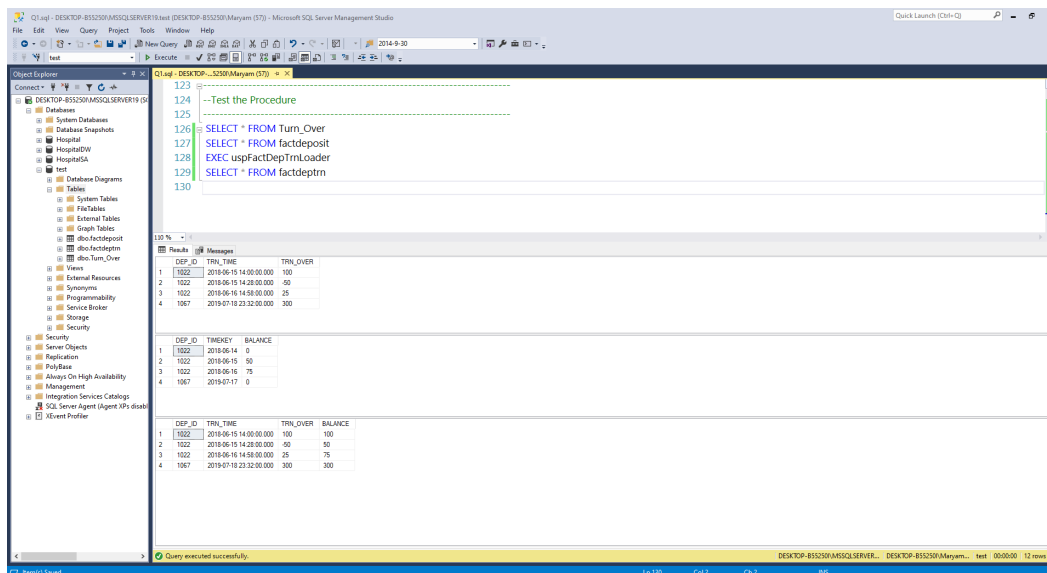 Q1.sql - DESKTOP-B55250I\MSSQLSERVER19.test (DESKTOP-B55250I\Maryam (57)) - Microsoft SQL Server Management Studio
Quick Launch (Ctrl+Q)
File Edit View Query Project Tools Window Help
New Query
2014-9-30
test
Execute
Object Explorer
Q1.sql - DESKTOP-...5250I\Maryam (57))
Connect
DESKTOP-B55250I\MSSQLSERVER19 (S
Databases
System Databases
Database Snapshots
Hospital
HospitalDW
HospitalSA
test
Database Diagrams
Tables
System Tables
FileTables
External Tables
Graph Tables
dbo.factdeposit
dbo.factdeptrn
dbo.Turn_Over
Views
External Resources
Synonyms
Programmability
Service Broker
Storage
Security
Security
Server Objects
Replication
PolyBase
Always On High Availability
Management
Integration Services Catalogs
SQL Server Agent (Agent XPs disabl
XEvent Profiler
123 --------------------------------------------------------------------------
124 --Test the Procedure
125 --------------------------------------------------------------------------
126 SELECT * FROM Turn_Over
127 SELECT * FROM factdeposit
128 EXEC uspFactDepTrnLoader
129 SELECT * FROM factdeptrn
130
110 %
Results Messages
DEP_ID TRN_TIME TRN_OVER
1 1022 2018-06-15 14:00:00.000 100
2 1022 2018-06-15 14:28:00.000 -50
3 1022 2018-06-16 14:58:00.000 25
4 1067 2019-07-18 23:32:00.000 300
DEP_ID TIMEKEY BALANCE
1 1022 2018-06-14 0
2 1022 2018-06-15 50
3 1022 2018-06-16 75
4 1067 2019-07-17 0
DEP_ID TRN_TIME TRN_OVER BALANCE
1 1022 2018-06-15 14:00:00.000 100 100
2 1022 2018-06-15 14:28:00.000 -50 50
3 1022 2018-06-16 14:58:00.000 25 75
4 1067 2019-07-18 23:32:00.000 300 300
Query executed successfully.
DESKTOP-B55250I\MSSQLSERVER... DESKTOP-B55250I\Maryam... test 00:00:00 12 rows
Item(s) Saved
Ln 130 Col 2 Ch 2 INS